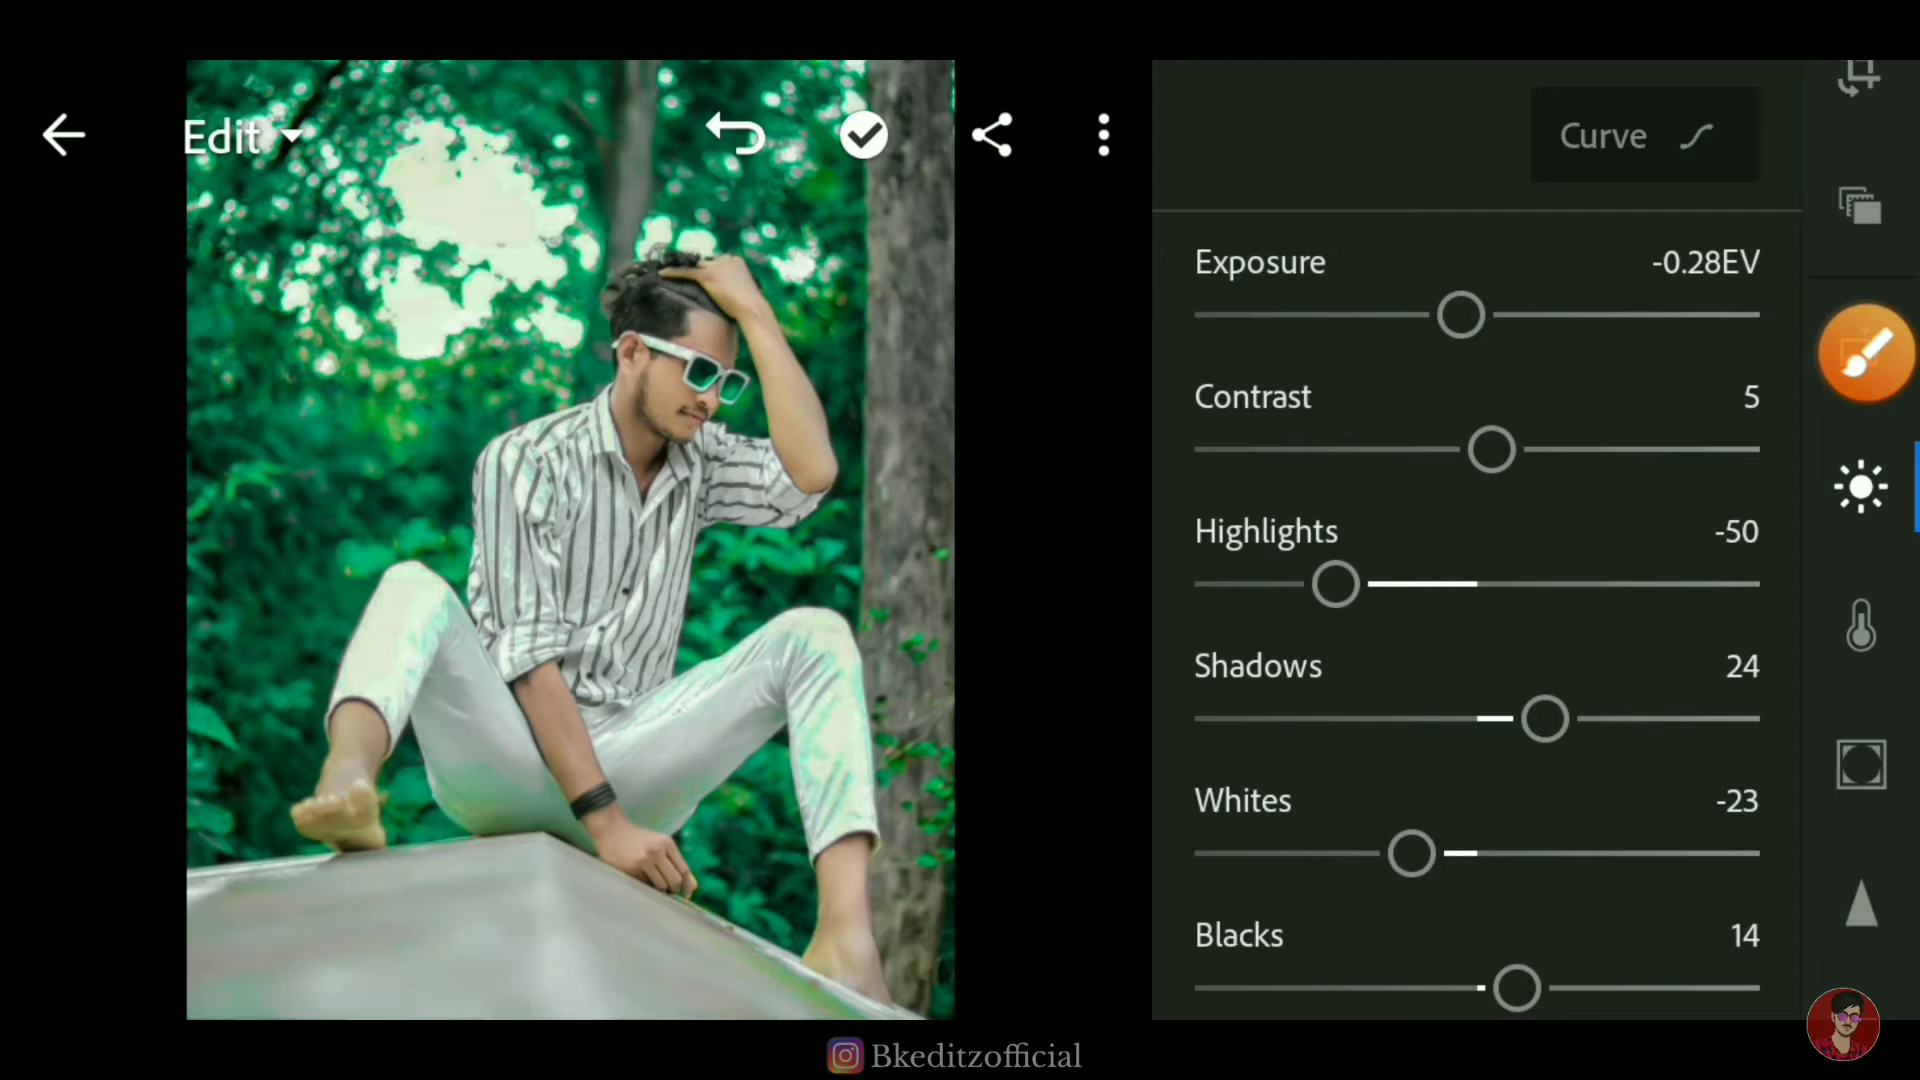 Edit
Curve
Exposure -0.28EV
Contrast 5
Highlights -50
Shadows 24
Whites -23
Blacks 14
Bkeditzofficial